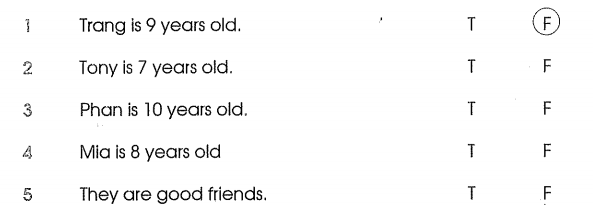 1 Trang is 9 years old. T F
2 Tony is 7 years old. T F
3 Phan is 10 years old. T F
4 Mia is 8 years old T F
5 They are good friends. T F